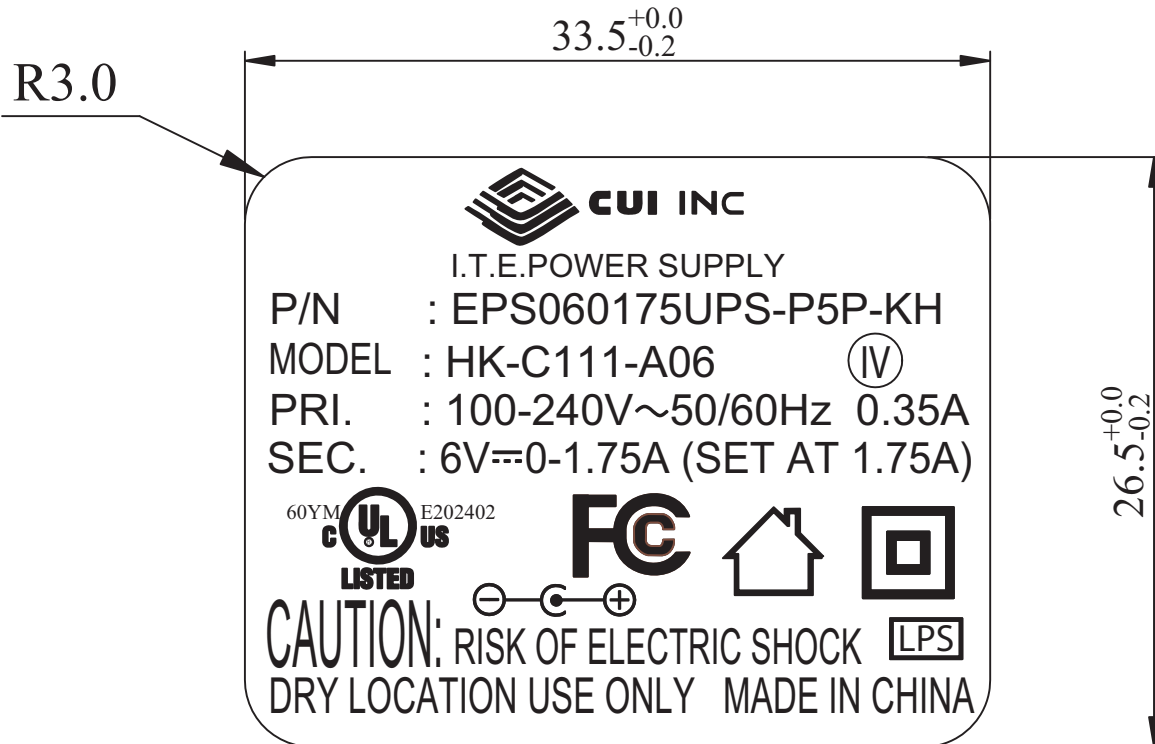 33.5+0.0-0.2
R3.0
CUI INC
I.T.E.POWER SUPPLY
P/N : EPS060175UPS-P5P-KH
MODEL : HK-C111-A06 IV
PRI. : 100-240V~50/60Hz 0.35A
SEC. : 6V⎓0-1.75A (SET AT 1.75A)
26.5+0.0-0.2
60YM E202402
C UL US
LISTED
FC
CAUTION: RISK OF ELECTRIC SHOCK LPS
DRY LOCATION USE ONLY MADE IN CHINA